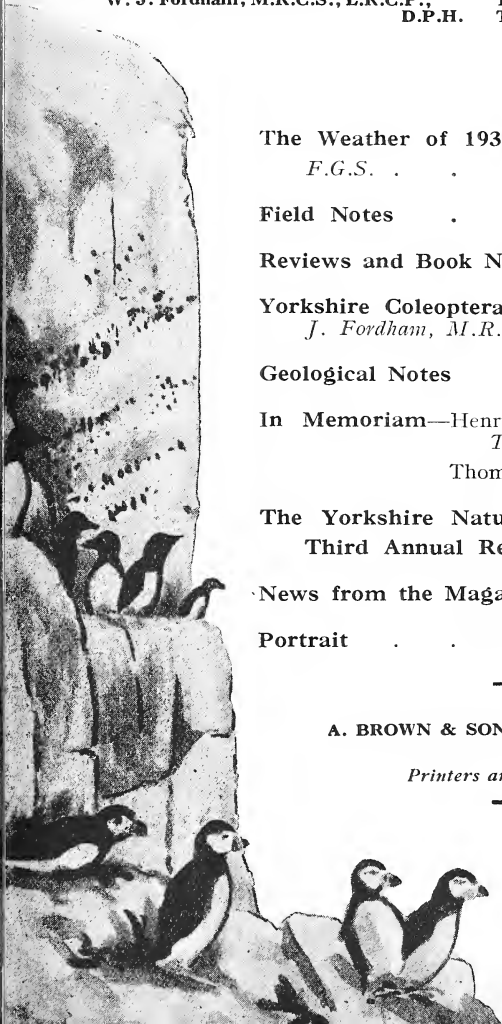 W. J. Fordham, M.R.C.S., L.R.C.P.,
D.P.H.
The Weather of 193
F.G.S. . .
Field Notes .
Reviews and Book N
Yorkshire Coleoptera
J. Fordham, M.R.
Geological Notes
In Memoriam—Henr
Thom
The Yorkshire Natu
Third Annual Re
News from the Maga
Portrait . .
A. BROWN & SON
Printers a